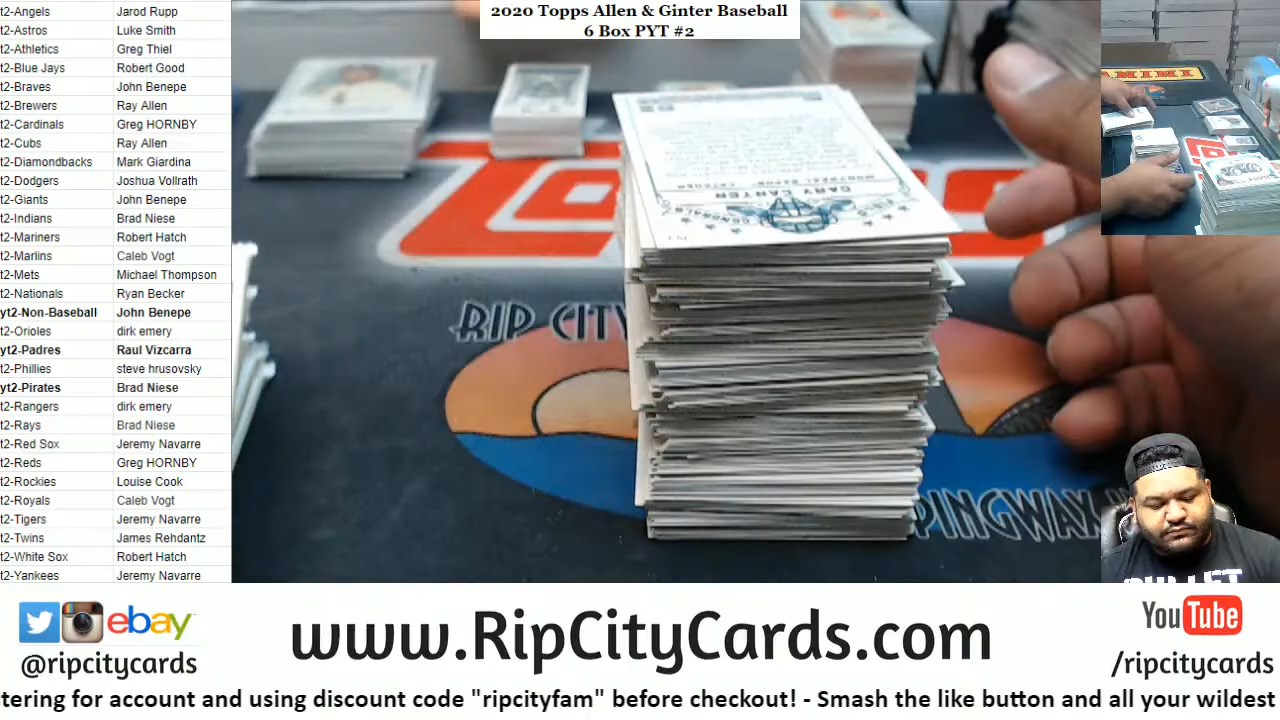 2020 Topps Allen & Ginter Baseball
6 Box PYT #2
t2-Angels Jarod Rupp
t2-Astros Luke Smith
t2-Athletics Greg Thiel
t2-Blue Jays Robert Good
t2-Braves John Benepe
t2-Brewers Ray Allen
t2-Cardinals Greg HORNBY
t2-Cubs Ray Allen
t2-Diamondbacks Mark Giardina
t2-Dodgers Joshua Vollrath
t2-Giants John Benepe
t2-Indians Brad Niese
t2-Mariners Robert Hatch
t2-Marlins Caleb Vogt
t2-Mets Michael Thompson
t2-Nationals Ryan Becker
yt2-Non-Baseball John Benepe
t2-Orioles dirk emery
yt2-Padres Raul Vizcarra
t2-Phillies steve hrusovsky
yt2-Pirates Brad Niese
t2-Rangers dirk emery
t2-Rays Brad Niese
t2-Red Sox Jeremy Navarre
t2-Reds Greg HORNBY
t2-Rockies Louise Cook
t2-Royals Caleb Vogt
t2-Tigers Jeremy Navarre
t2-Twins James Rehdantz
t2-White Sox Robert Hatch
t2-Yankees Jeremy Navarre
GARY CARTER
RIP CITY
PINGWAX
PANINI
BULLET
ebay
@ripcitycards
www.RipCityCards.com
YouTube
/ripcitycards
stering for account and using discount code "ripcityfam" before checkout! - Smash the like button and all your wildest